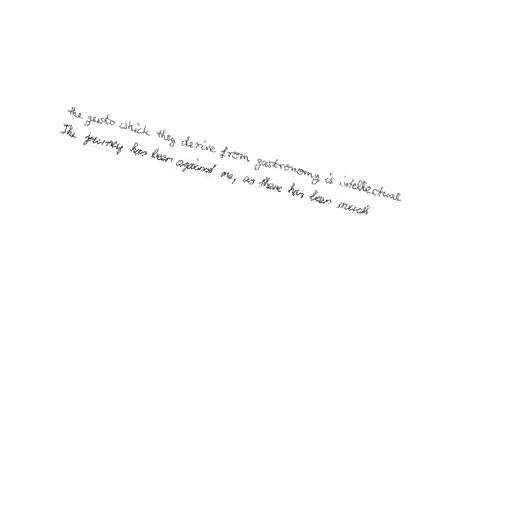 the gusto which they derive from gastronomy is intellectual
The journey has been against me, as there has been much